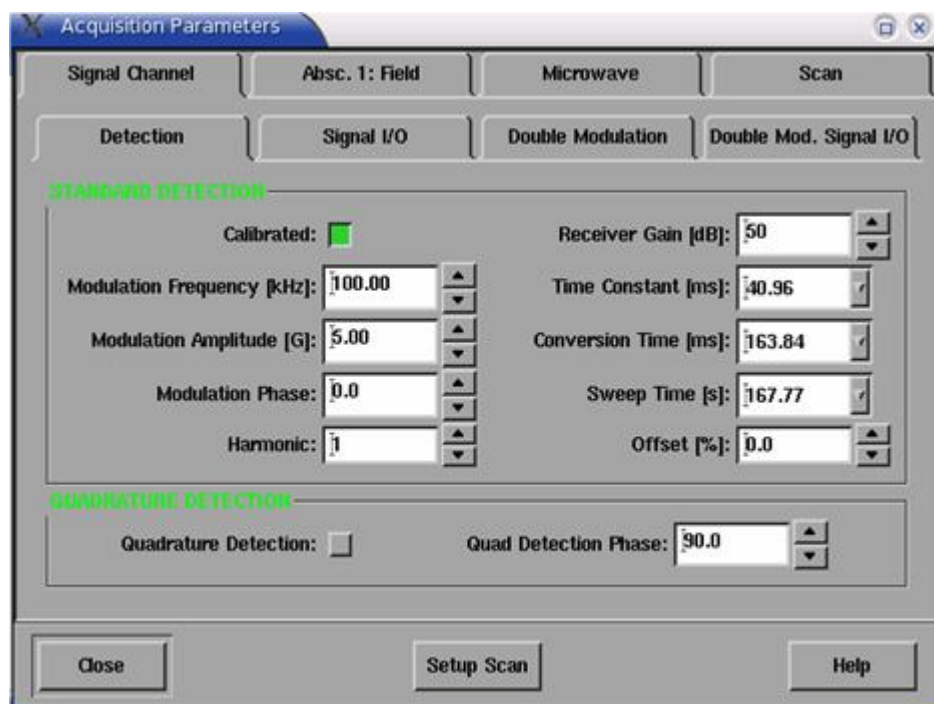 Acquisition Parameters
Signal Channel
Absc. 1: Field
Microwave
Scan
Detection
Signal I/O
Double Modulation
Double Mod. Signal I/O
STANDARD DETECTION
Calibrated:
Receiver Gain [dB]: 50
Modulation Frequency [kHz]: 100.00
Time Constant [ms]: 40.96
Modulation Amplitude [G]: 5.00
Conversion Time [ms]: 163.84
Modulation Phase: 0.0
Sweep Time [s]: 167.77
Harmonic: 1
Offset [%]: 0.0
QUADRATURE DETECTION
Quadrature Detection:
Quad Detection Phase: 90.0
Close
Setup Scan
Help